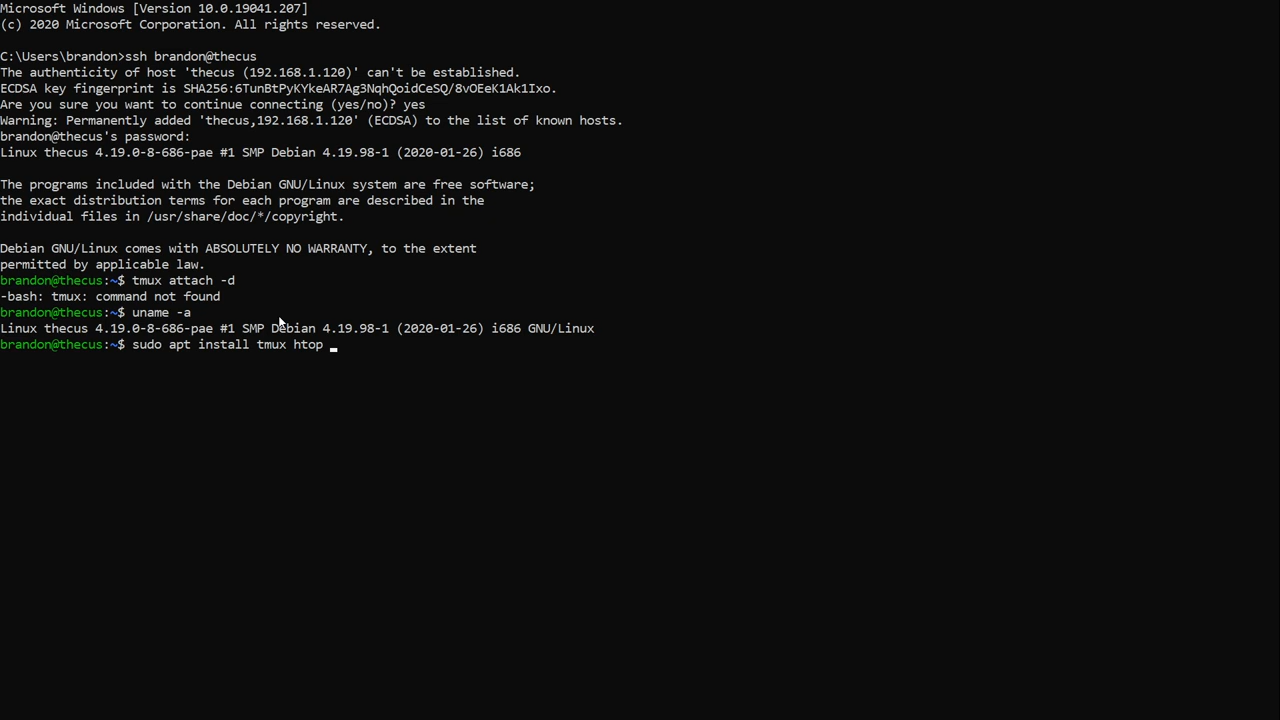 Microsoft Windows [Version 10.0.19041.207]
(c) 2020 Microsoft Corporation. All rights reserved.
C:\Users\brandon>ssh brandon@thecus
The authenticity of host 'thecus (192.168.1.120)' can't be established.
ECDSA key fingerprint is SHA256:6TunBtPyKYkeAR7Ag3NqhQoidCeSQ/8vOEeK1Ak1Ixo.
Are you sure you want to continue connecting (yes/no)? yes
Warning: Permanently added 'thecus,192.168.1.120' (ECDSA) to the list of known hosts.
brandon@thecus's password:
Linux thecus 4.19.0-8-686-pae #1 SMP Debian 4.19.98-1 (2020-01-26) i686
The programs included with the Debian GNU/Linux system are free software;
the exact distribution terms for each program are described in the
individual files in /usr/share/doc/*/copyright.
Debian GNU/Linux comes with ABSOLUTELY NO WARRANTY, to the extent
permitted by applicable law.
brandon@thecus:~$ tmux attach -d
-bash: tmux: command not found
brandon@thecus:~$ uname -a
Linux thecus 4.19.0-8-686-pae #1 SMP Debian 4.19.98-1 (2020-01-26) i686 GNU/Linux
brandon@thecus:~$ sudo apt install tmux htop